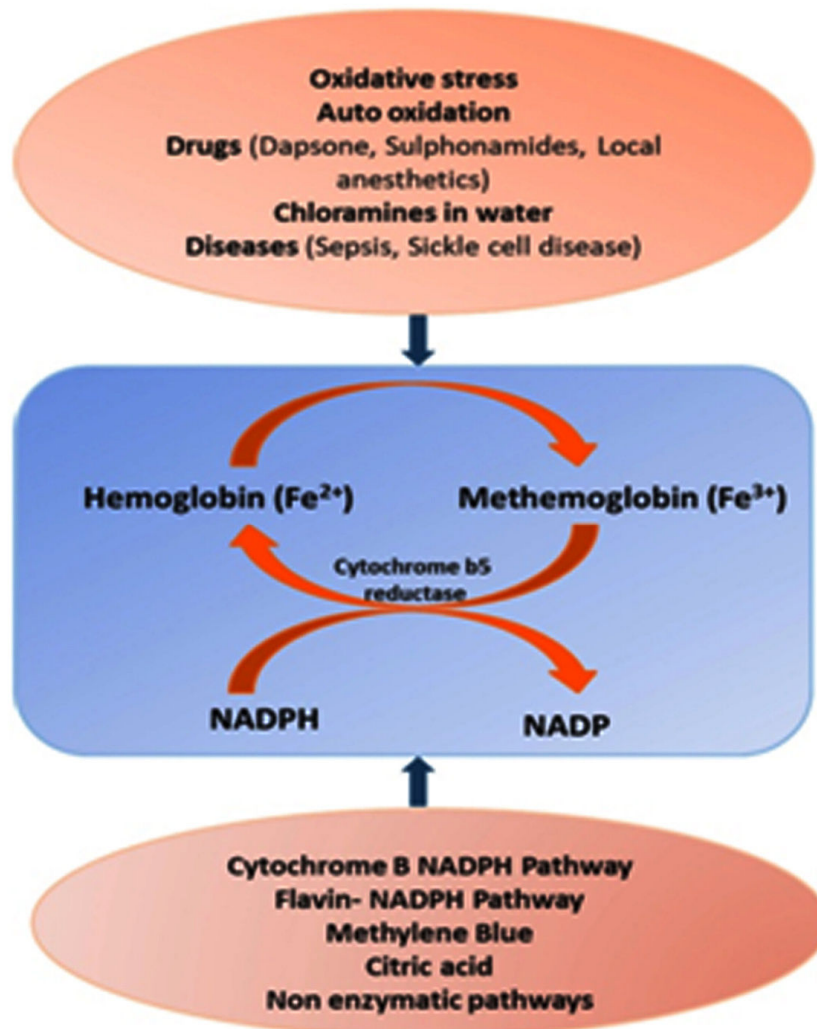 Oxidative stress
Auto oxidation
Drugs (Dapsone, Sulphonamides, Local
anesthetics)
Chloramines in water
Diseases (Sepsis, Sickle cell disease)
Hemoglobin (Fe²⁺)
Methemoglobin (Fe³⁺)
Cytochrome b5
reductase
NADPH
NADP
Cytochrome B NADPH Pathway
Flavin- NADPH Pathway
Methylene Blue
Citric acid
Non enzymatic pathways